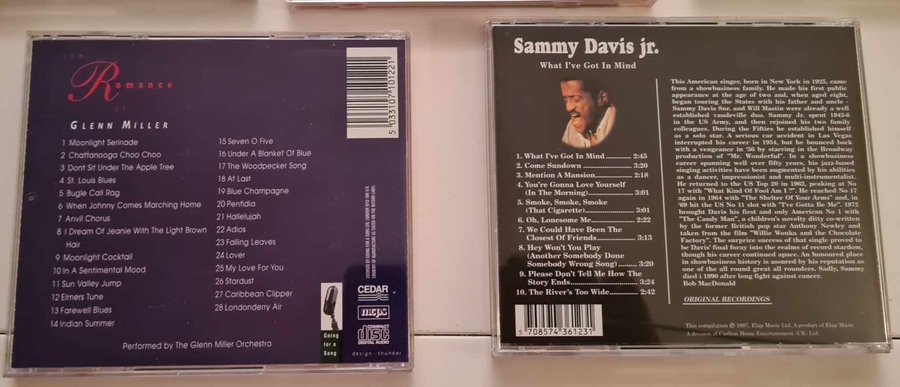 the
Romance
of
GLENN MILLER
1 Moonlight Serinade
2 Chattanooga Choo Choo
3 Dont Sit Under The Apple Tree
4 St. Louis Blues
5 Bugle Call Rag
6 When Johnny Comes Marching Home
7 Anvil Chorus
8 I Dream Of Jeanie With The Light Brown
Hair
9 Moonlight Cocktail
10 In A Sentimental Mood
11 Sun Valley Jump
12 Elmers Tune
13 Farewell Blues
14 Indian Summer
15 Seven O Five
16 Under A Blanket Of Blue
17 The Woodpecker Song
18 At Last
19 Blue Champagne
20 Penfidia
21 Hallelujah
22 Adios
23 Falling Leaves
24 Lover
25 My Love For You
26 Stardust
27 Caribbean Clipper
28 Londonderry Air
Performed by The Glenn Miller Orchestra
5 033107 101221
Going
for a
Song
CEDAR
mcps
COMPACT
disc
DIGITAL AUDIO
design · thunder
Sammy Davis jr.
What I've Got In Mind
1. What I've Got In Mind .............. 2:45
2. Come Sundown ..................... 3:20
3. Mention A Mansion ................ 2:18
4. You're Gonna Love Yourself
(In The Morning) .................... 3:01
5. Smoke, Smoke, Smoke
(That Cigarette) ..................... 3:01
6. Oh, Lonesome Me .................. 2:22
7. We Could Have Been The
Closest Of Friends ................. 3:13
8. Hey Won't You Play
(Another Somebody Done
Somebody Wrong Song) ......... 3:20
9. Please Don't Tell Me How The
Story Ends ............................ 3:24
10. The River's Too Wide ........... 2:42
5 708574 361231
This American singer, born in New York in 1925, came
from a showbusiness family. He made his first public
appearance at the age of two and, when aged eight,
began touring the States with his father and uncle -
Sammy Davis Snr. and Will Mastin were already a well
established vaudeville duo. Sammy Jr. spent 1943-6
in the US Army, and then rejoined his two family
colleagues. During the Fifties he established himself
as a solo star. A serious car accident in Las Vegas
interrupted his career in 1954, but he bounced back
with a vengeance in '56 by starring in the Broadway
production of "Mr. Wonderful". In a showbusiness
career spanning well over fifty years, his jazz-based
singing activities have been augmented by his abilities
as a dancer, impressionist and multi-instrumentalist.
He returned to the US Top 20 in 1962, peaking at No
17 with "What Kind Of Fool Am I ?". He reached No 17
again in 1964 with "The Shelter Of Your Arms" and, in
'69 hit the US No 11 slot with "I've Gotta Be Me". 1972
brought Davis his first and only American No 1 with
"The Candy Man", a children's novelty ditty co-written
by the former British pop star Anthony Newley and
taken from the film "Willie Wonka and the Chocolate
Factory". The surprice success of that single proved to
be Davis' final foray into the realms of record stardom,
though his career continued apace. An honoured place
in showbusiness history is assured by his reputation as
one of the all round great all rounders. Sadly, Sammy
died i 1990 after long fight against cancer.
Bob MacDonald
ORIGINAL RECORDINGS
This compilation ℗ 1997. Elap Music Ltd. A product of Elap Music.
A division of Carlton Home Entertainment (UK) Ltd.